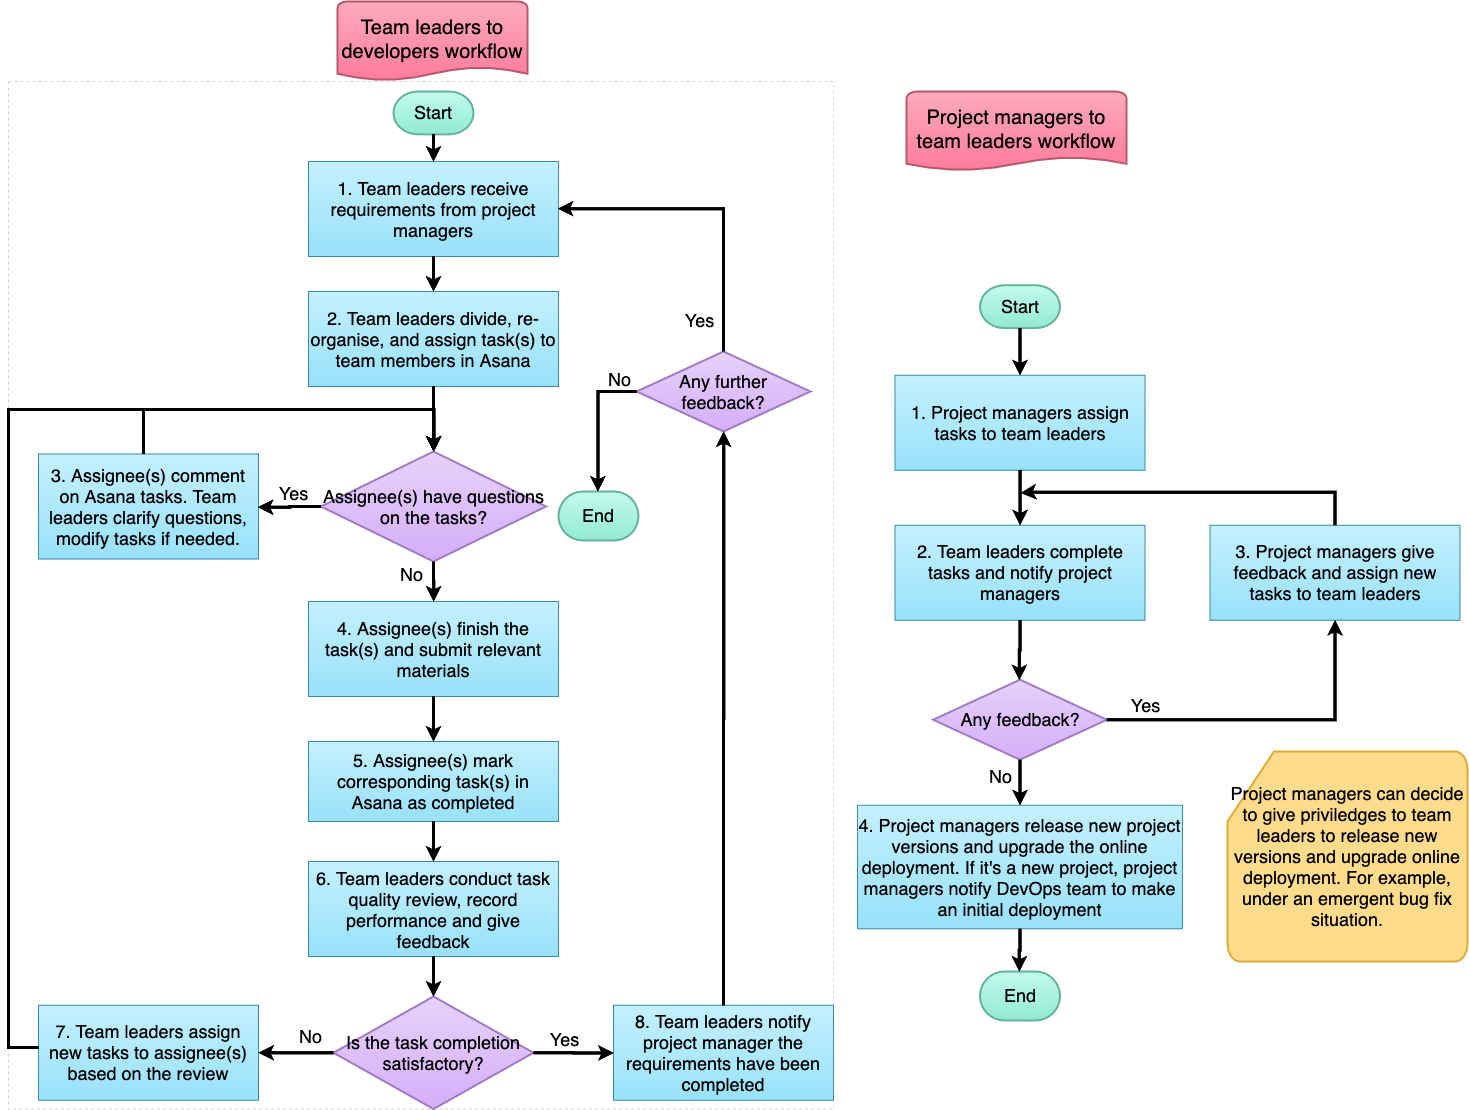 Team leaders to
developers workflow
Start
1. Team leaders receive
requirements from project
managers
2. Team leaders divide, re-
organise, and assign task(s) to
team members in Asana
Yes
Any further
feedback?
No
End
3. Assignee(s) comment
on Asana tasks. Team
leaders clarify questions,
modify tasks if needed.
Yes
Assignee(s) have questions
on the tasks?
No
4. Assignee(s) finish the
task(s) and submit relevant
materials
5. Assignee(s) mark
corresponding task(s) in
Asana as completed
6. Team leaders conduct task
quality review, record
performance and give
feedback
7. Team leaders assign
new tasks to assignee(s)
based on the review
No
Is the task completion
satisfactory?
Yes
8. Team leaders notify
project manager the
requirements have been
completed
Project managers to
team leaders workflow
Start
1. Project managers assign
tasks to team leaders
2. Team leaders complete
tasks and notify project
managers
3. Project managers give
feedback and assign new
tasks to team leaders
Any feedback?
Yes
No
4. Project managers release new project
versions and upgrade the online
deployment. If it's a new project, project
managers notify DevOps team to make
an initial deployment
End
Project managers can decide
to give priviledges to team
leaders to release new
versions and upgrade online
deployment. For example,
under an emergent bug fix
situation.